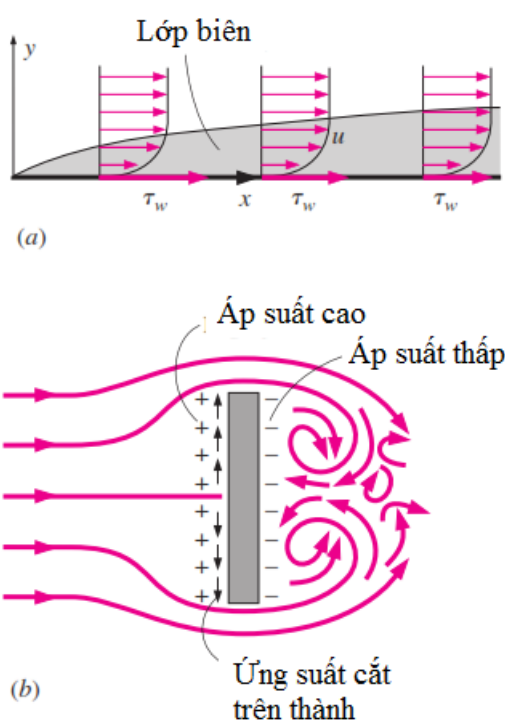 Lớp biên
y
u
τw x τw τw
(a)
Áp suất cao
Áp suất thấp
+ −
+ −
+ −
+ −
+ −
+ −
+ −
+ −
Ứng suất cắt
trên thành
(b)